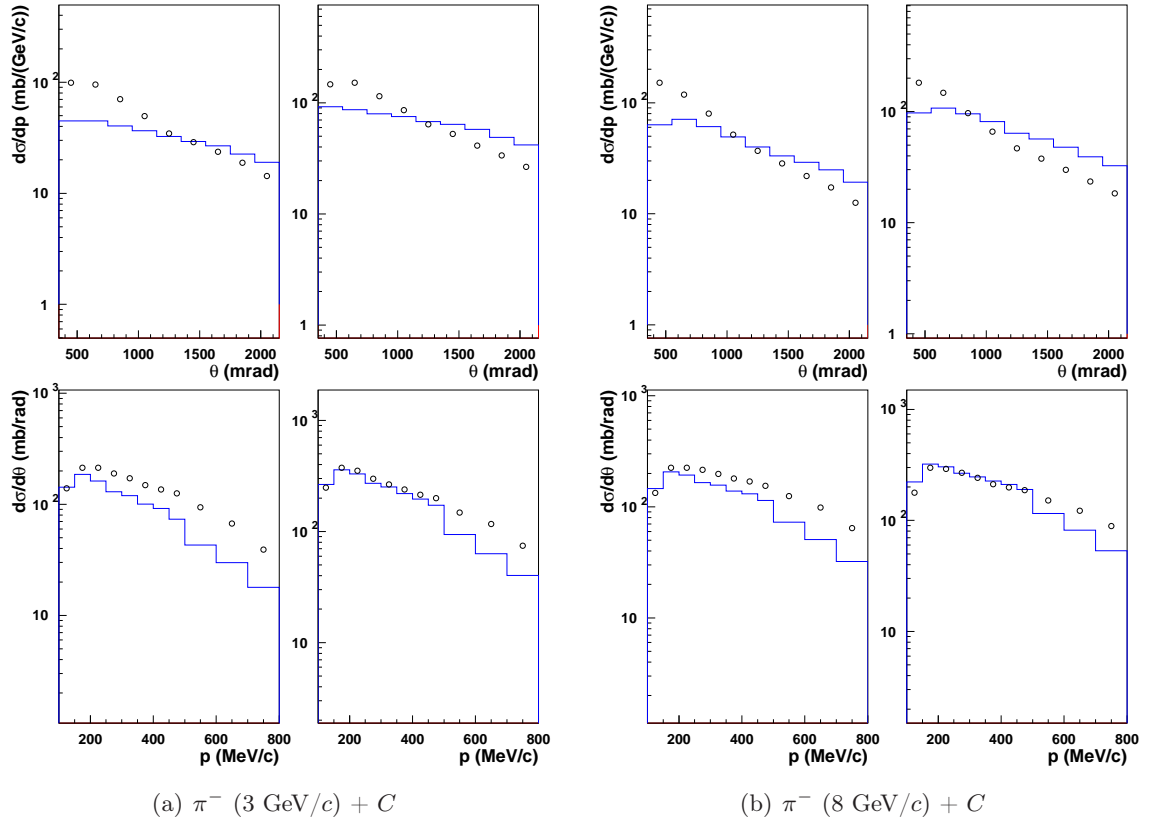 dσ/dp (mb/(GeV/c))
10²
10
1
500 1000 1500 2000
θ (mrad)
10²
10
1
500 1000 1500 2000
θ (mrad)
dσ/dθ (mb/rad)
10³
10²
10
200 400 600 800
p (MeV/c)
10³
10²
10
200 400 600 800
p (MeV/c)
(a) π⁻ (3 GeV/c) + C
dσ/dp (mb/(GeV/c))
10²
10
1
500 1000 1500 2000
θ (mrad)
10²
10
1
500 1000 1500 2000
θ (mrad)
dσ/dθ (mb/rad)
10³
10²
10
200 400 600 800
p (MeV/c)
10³
10²
10
200 400 600 800
p (MeV/c)
(b) π⁻ (8 GeV/c) + C